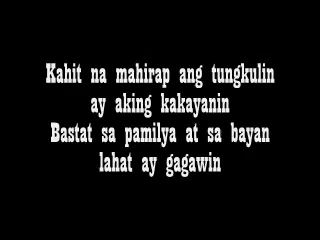 Kahit na mahirap ang tungkulin
ay aking kakayanin
Bastat sa pamilya at sa bayan
lahat ay gagawin